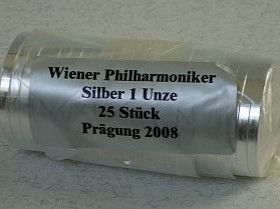 Wiener Philharmoniker
Silber 1 Unze
25 Stück
Prägung 2008